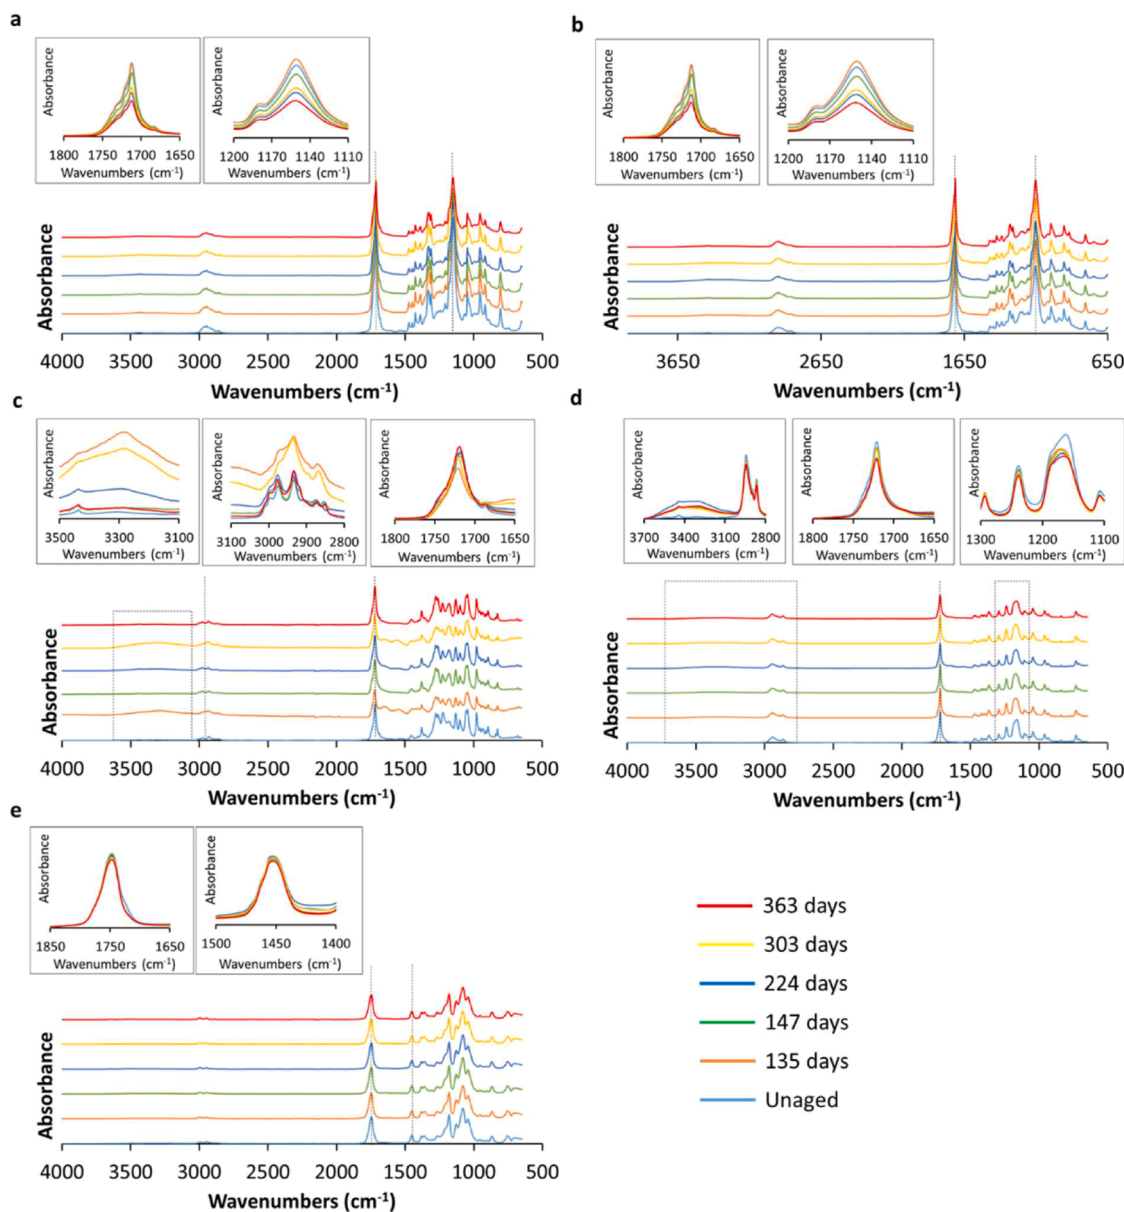 a
Absorbance
1800 1750 1700 1650
Wavenumbers (cm-1)
Absorbance
1200 1170 1140 1110
Wavenumbers (cm-1)
Absorbance
4000 3500 3000 2500 2000 1500 1000 500
Wavenumbers (cm-1)
b
Absorbance
1800 1750 1700 1650
Wavenumbers (cm-1)
Absorbance
1200 1170 1140 1110
Wavenumbers (cm-1)
Absorbance
3650 2650 1650 650
Wavenumbers (cm-1)
c
Absorbance
3500 3300 3100
Wavenumbers (cm-1)
Absorbance
3100 3000 2900 2800
Wavenumbers (cm-1)
Absorbance
1800 1750 1700 1650
Wavenumbers (cm-1)
Absorbance
4000 3500 3000 2500 2000 1500 1000 500
Wavenumbers (cm-1)
d
Absorbance
3700 3400 3100 2800
Wavenumbers (cm-1)
Absorbance
1800 1750 1700 1650
Wavenumbers (cm-1)
Absorbance
1300 1200 1100
Wavenumbers (cm-1)
Absorbance
4000 3500 3000 2500 2000 1500 1000 500
Wavenumbers (cm-1)
e
Absorbance
1850 1750 1650
Wavenumbers (cm-1)
Absorbance
1500 1450 1400
Wavenumbers (cm-1)
Absorbance
4000 3500 3000 2500 2000 1500 1000 500
Wavenumbers (cm-1)
363 days
303 days
224 days
147 days
135 days
Unaged